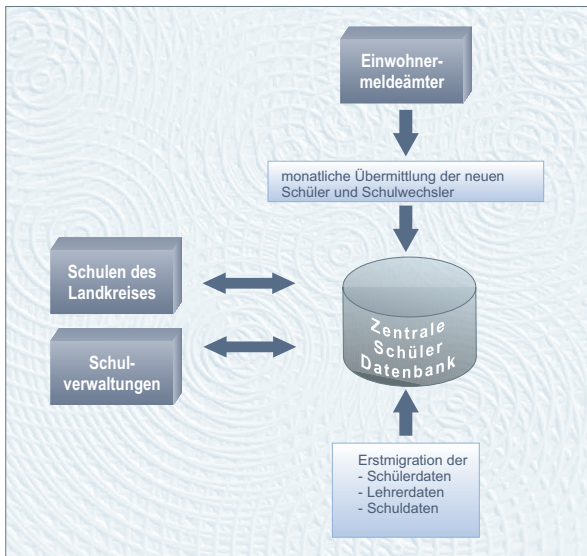 Einwohner-
meldeämter
monatliche Übermittlung der neuen
Schüler und Schulwechsler
Schulen des
Landkreises
Schul-
verwaltungen
Zentrale
Schüler
Datenbank
Erstmigration der
- Schülerdaten
- Lehrerdaten
- Schuldaten